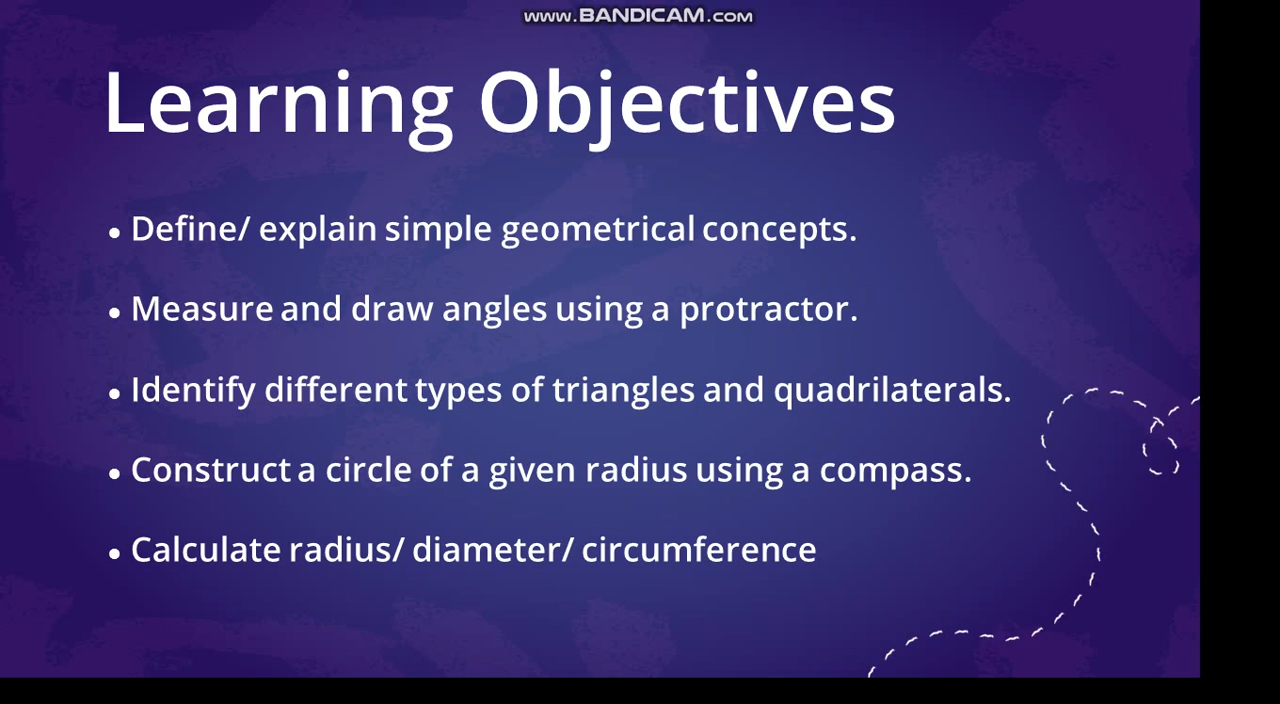 www.BANDICAM.com
Learning Objectives
• Define/ explain simple geometrical concepts.
• Measure and draw angles using a protractor.
• Identify different types of triangles and quadrilaterals.
• Construct a circle of a given radius using a compass.
• Calculate radius/ diameter/ circumference